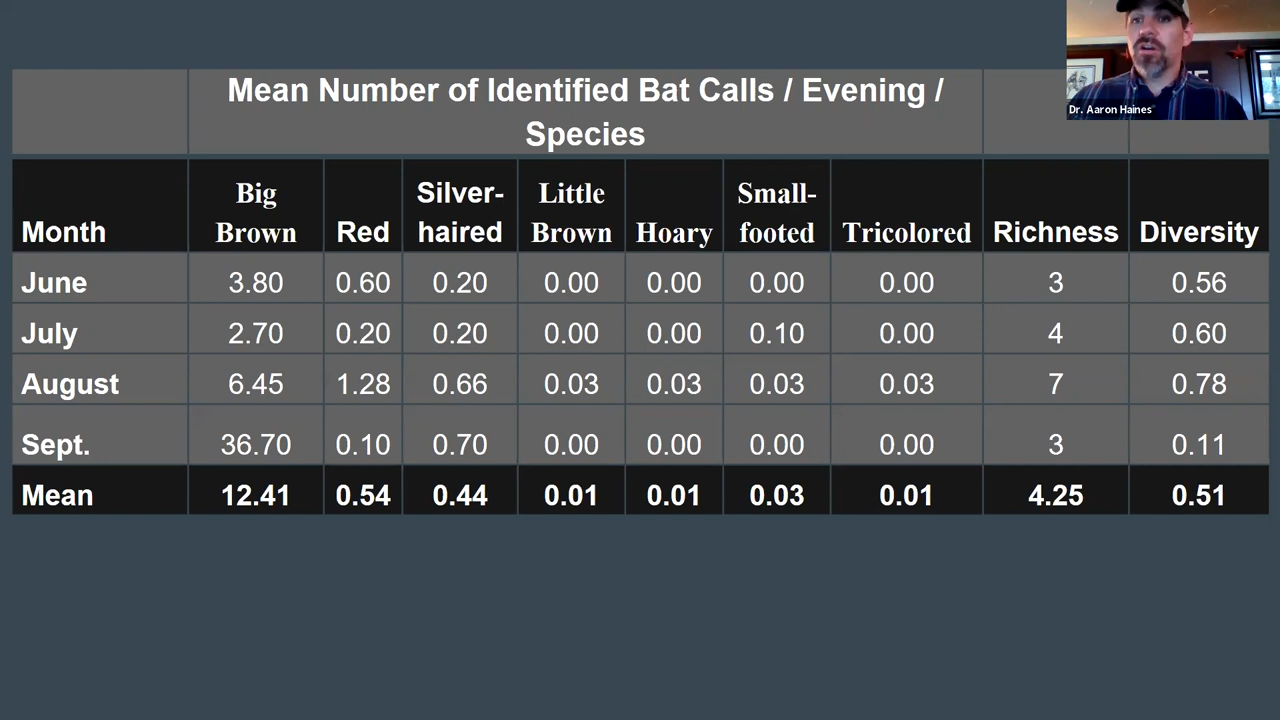 Mean Number of Identified Bat Calls / Evening /
Species
Dr. Aaron Haines
Month Big Brown Red Silver-haired Little Brown Hoary Small-footed Tricolored Richness Diversity
June 3.80 0.60 0.20 0.00 0.00 0.00 0.00 3 0.56
July 2.70 0.20 0.20 0.00 0.00 0.10 0.00 4 0.60
August 6.45 1.28 0.66 0.03 0.03 0.03 0.03 7 0.78
Sept. 36.70 0.10 0.70 0.00 0.00 0.00 0.00 3 0.11
Mean 12.41 0.54 0.44 0.01 0.01 0.03 0.01 4.25 0.51